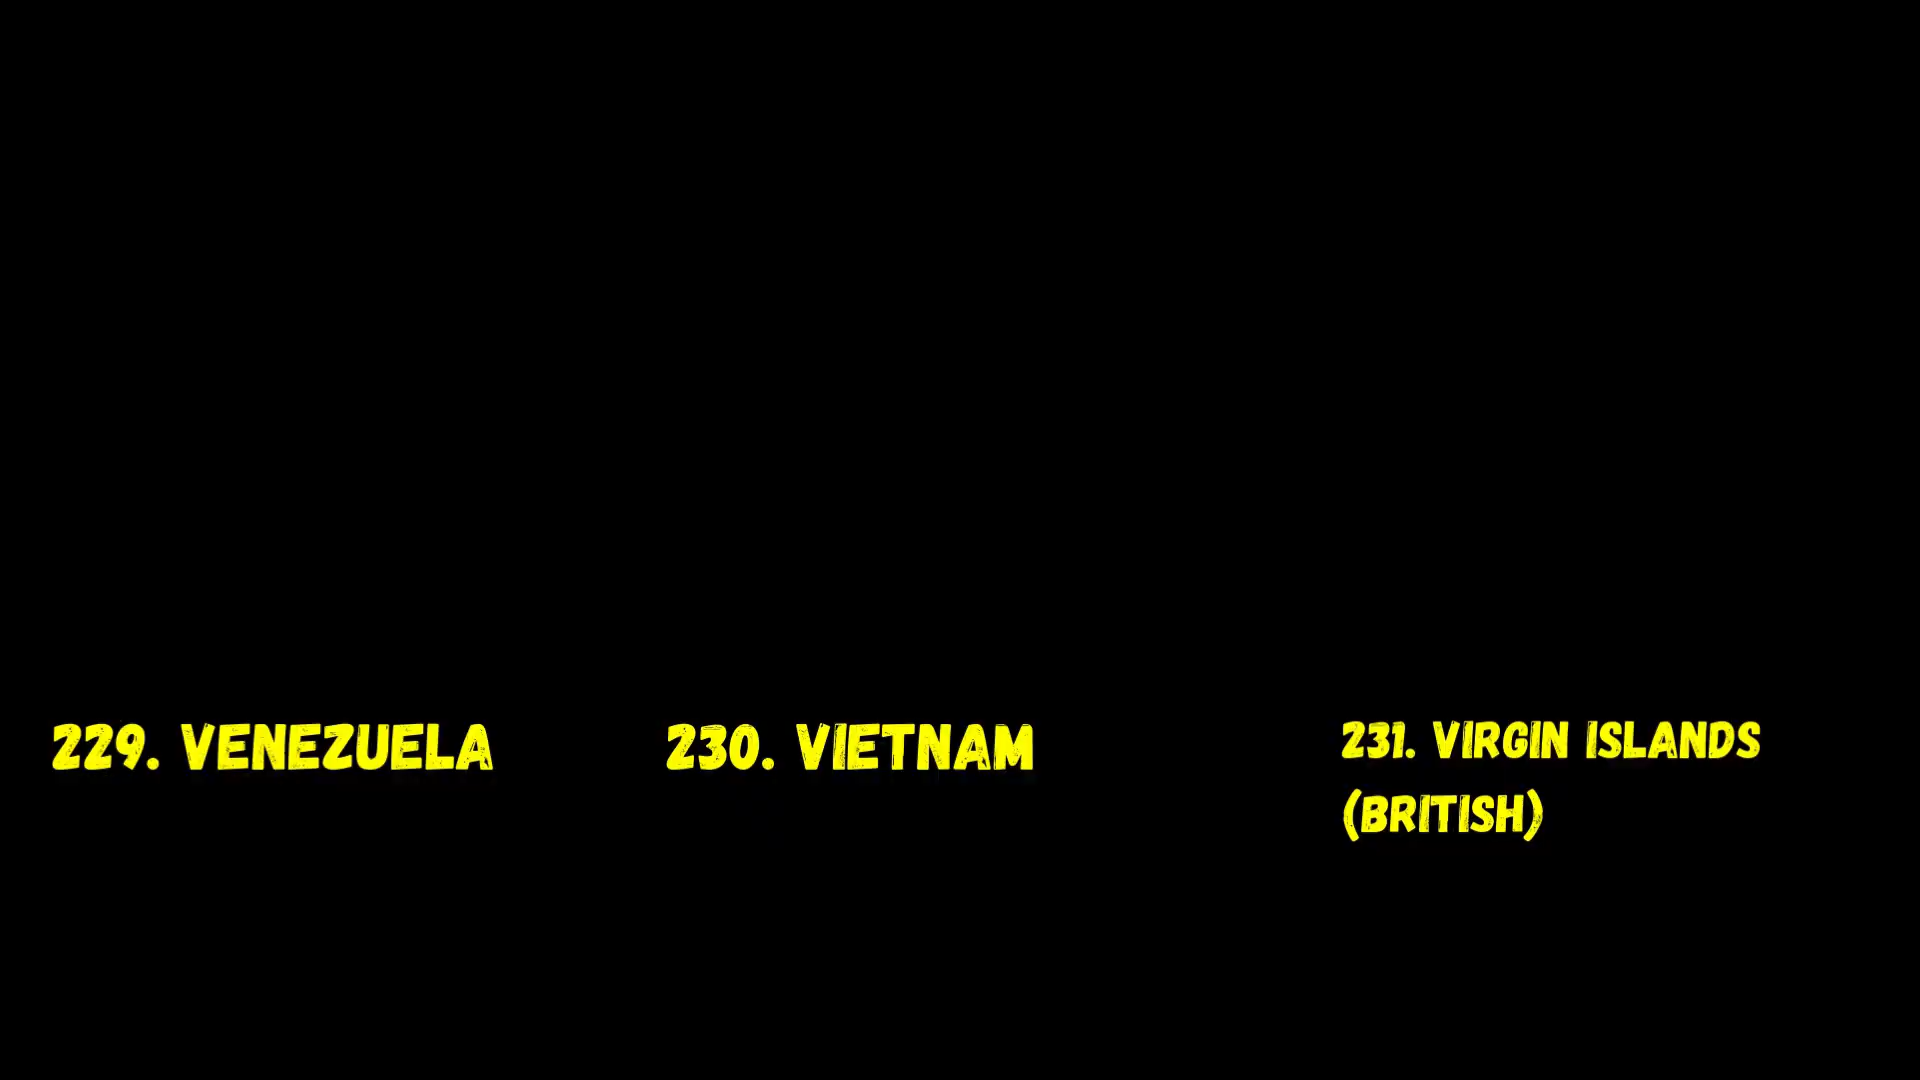 229. VENEZUELA
230. VIETNAM
231. VIRGIN ISLANDS
(BRITISH)